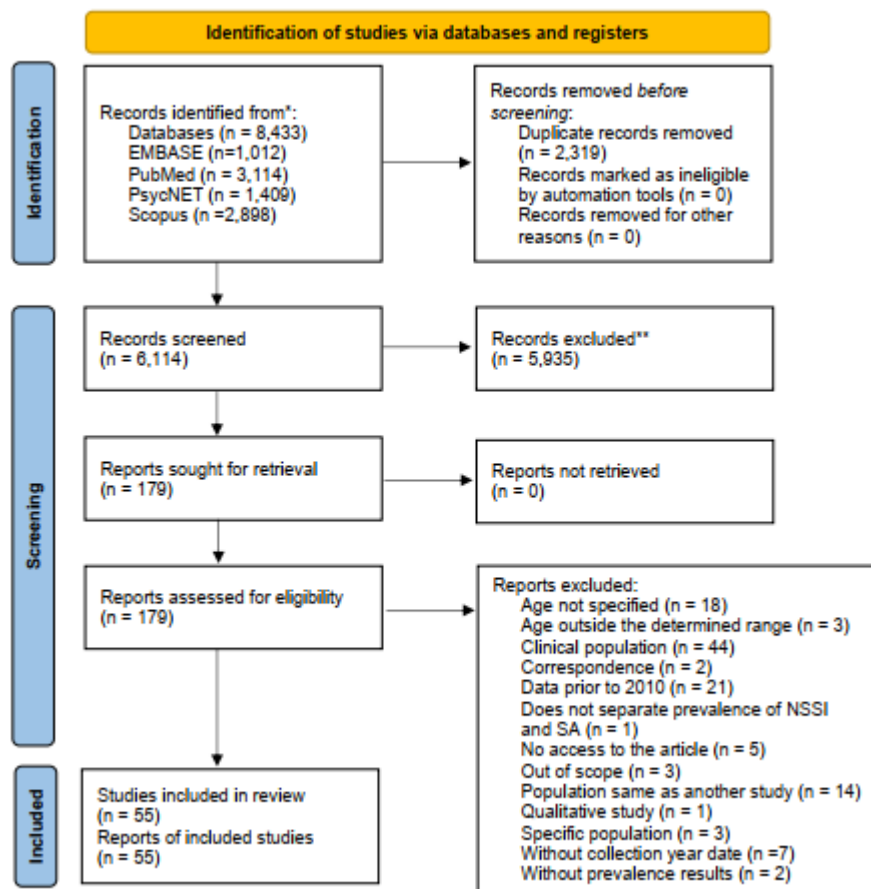 Identification of studies via databases and registers
Identification
Records identified from*:
Databases (n = 8,433)
EMBASE (n=1,012)
PubMed (n = 3,114)
PsycNET (n = 1,409)
Scopus (n =2,898)
Records removed before
screening:
Duplicate records removed
(n = 2,319)
Records marked as ineligible
by automation tools (n = 0)
Records removed for other
reasons (n = 0)
Screening
Records screened
(n = 6,114)
Records excluded**
(n = 5,935)
Reports sought for retrieval
(n = 179)
Reports not retrieved
(n = 0)
Reports assessed for eligibility
(n = 179)
Reports excluded:
Age not specified (n = 18)
Age outside the determined range (n = 3)
Clinical population (n = 44)
Correspondence (n = 2)
Data prior to 2010 (n = 21)
Does not separate prevalence of NSSI
and SA (n = 1)
No access to the article (n = 5)
Out of scope (n = 3)
Population same as another study (n = 14)
Qualitative study (n = 1)
Specific population (n = 3)
Without collection year date (n =7)
Without prevalence results (n = 2)
Included
Studies included in review
(n = 55)
Reports of included studies
(n = 55)